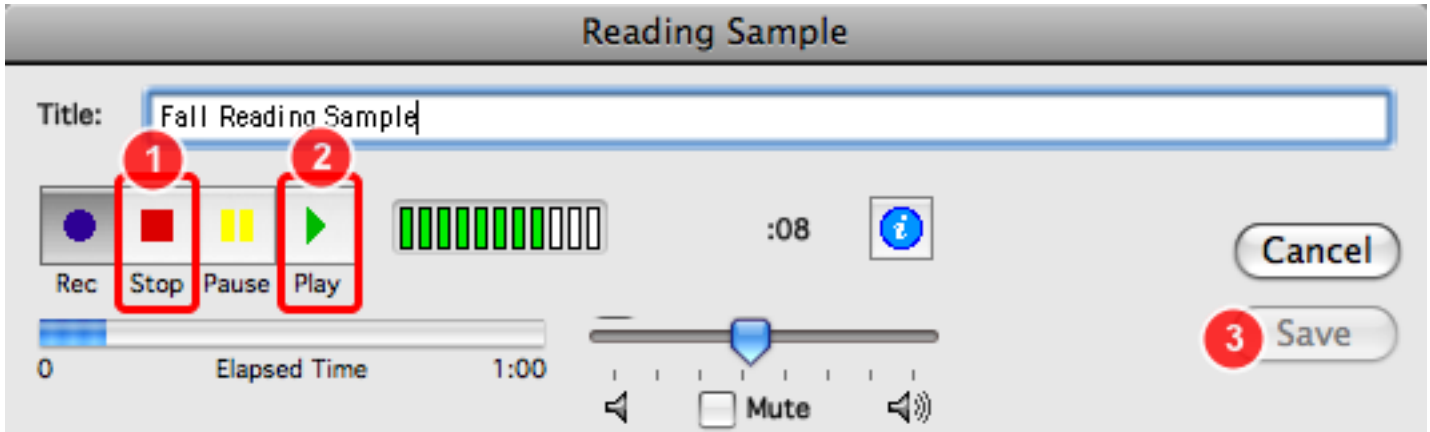 Reading Sample
Title: Fall Reading Sample
1 2
:08 i
Cancel
Rec Stop Pause Play
3 Save
0 Elapsed Time 1:00
Mute